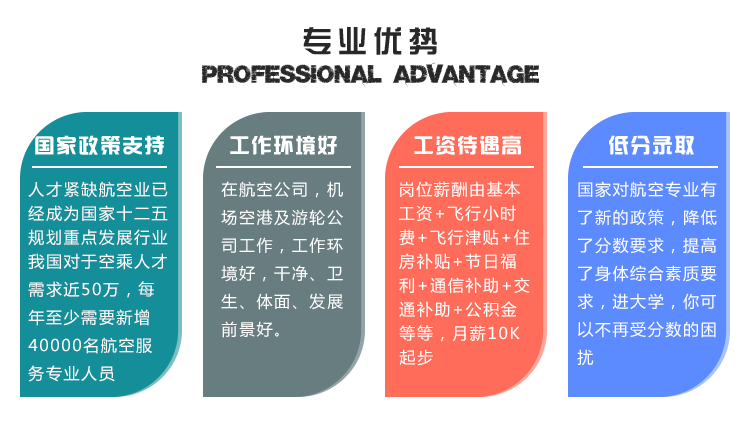 专业优势
PROFESSIONAL ADVANTAGE
国家政策支持
人才紧缺航空业已
经成为国家十二五
规划重点发展行业
我国对于空乘人才
需求近50万，每
年至少需要新增
40000名航空服
务专业人员
工作环境好
在航空公司，机
场空港及游轮公
司工作，工作环
境好，干净、卫
生、体面、发展
前景好。
工资待遇高
岗位薪酬由基本
工资+飞行小时
费+飞行津贴+住
房补贴+节日福
利+通信补助+交
通补助+公积金
等等，月薪10K
起步
低分录取
国家对航空专业有
了新的政策，降低
了分数要求，提高
了身体综合素质要
求，进大学，你可
以不再受分数的困
扰